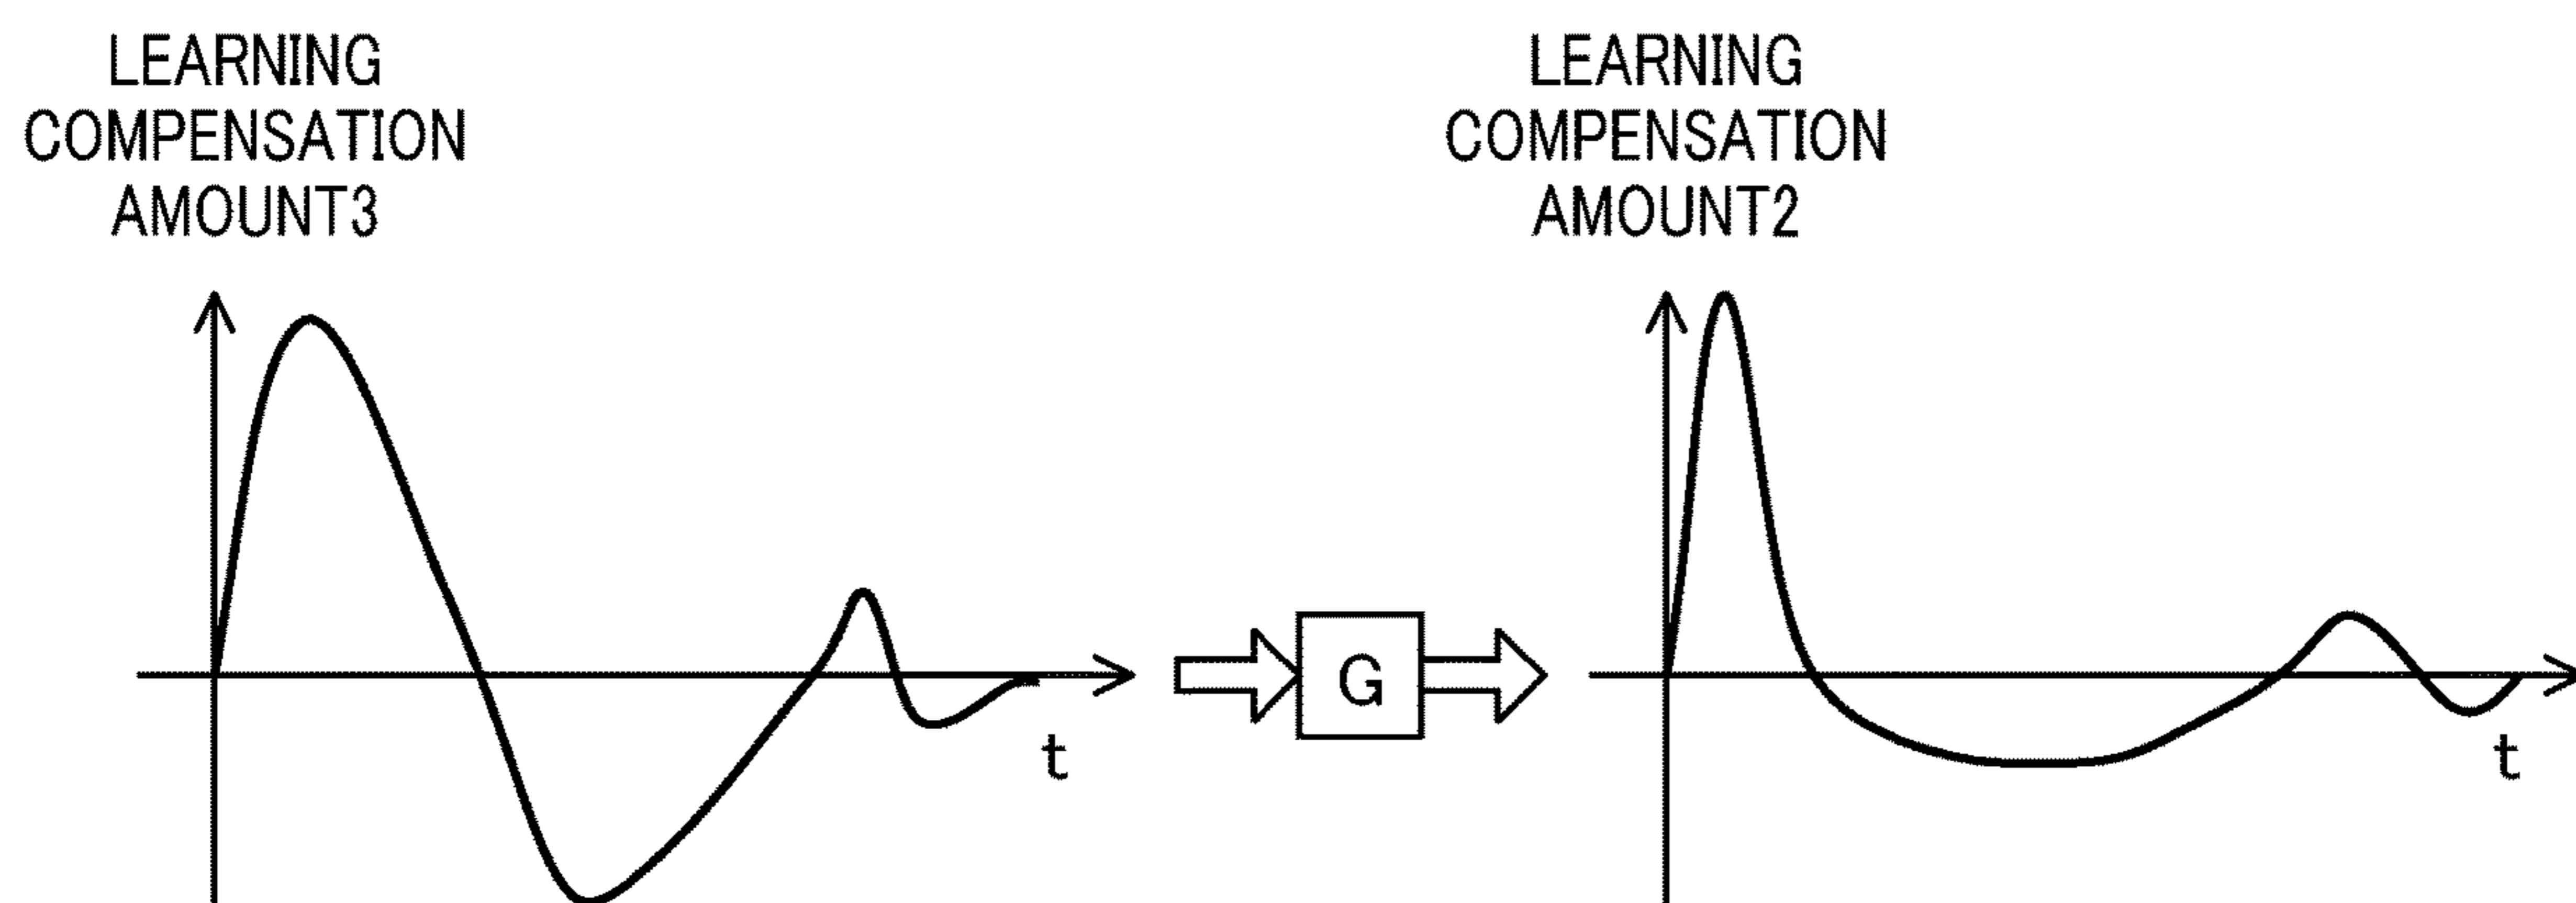 LEARNING
COMPENSATION
AMOUNT3
LEARNING
COMPENSATION
AMOUNT2
G
t
t